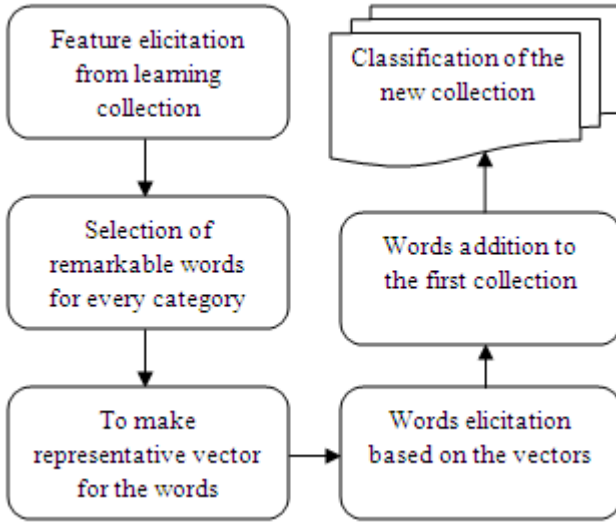 Feature elicitation
from learning
collection
Selection of
remarkable words
for every category
To make
representative vector
for the words
Words elicitation
based on the vectors
Words addition to
the first collection
Classification of the
new collection